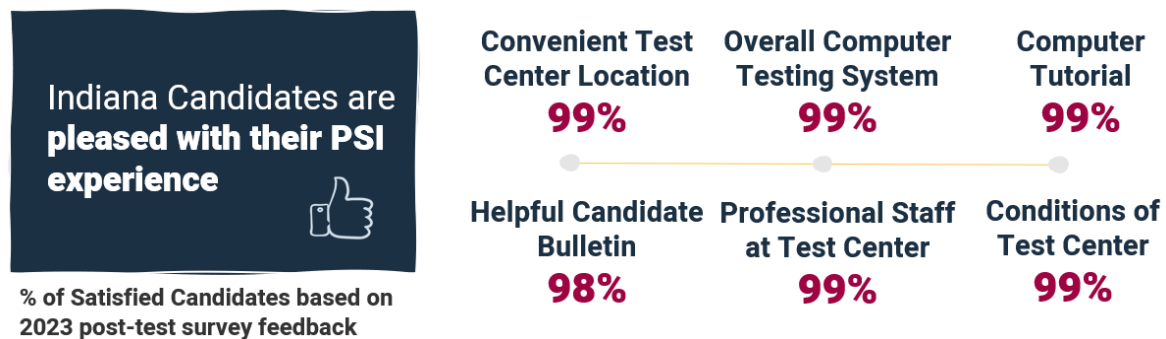 Indiana Candidates are
pleased with their PSI
experience
% of Satisfied Candidates based on
2023 post-test survey feedback
Convenient Test
Center Location
99%
Overall Computer
Testing System
99%
Computer
Tutorial
99%
Helpful Candidate
Bulletin
98%
Professional Staff
at Test Center
99%
Conditions of
Test Center
99%